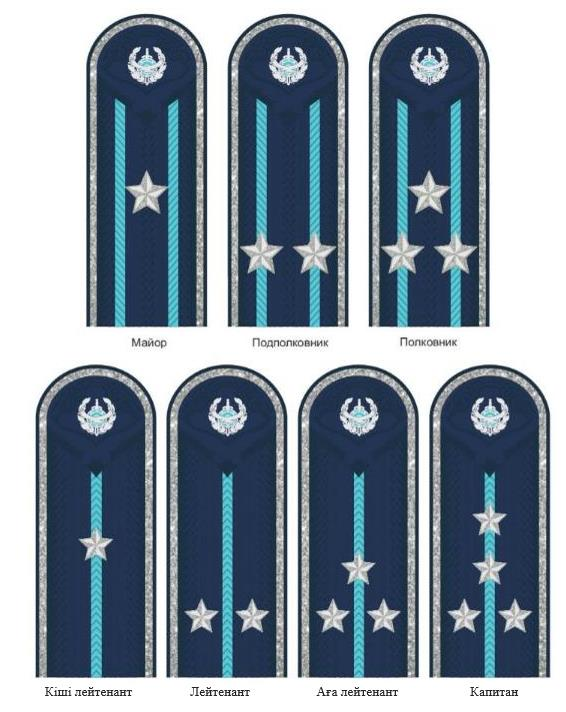 Майор Подполковник Полковник
Кіші лейтенант Лейтенант Аға лейтенант Капитан